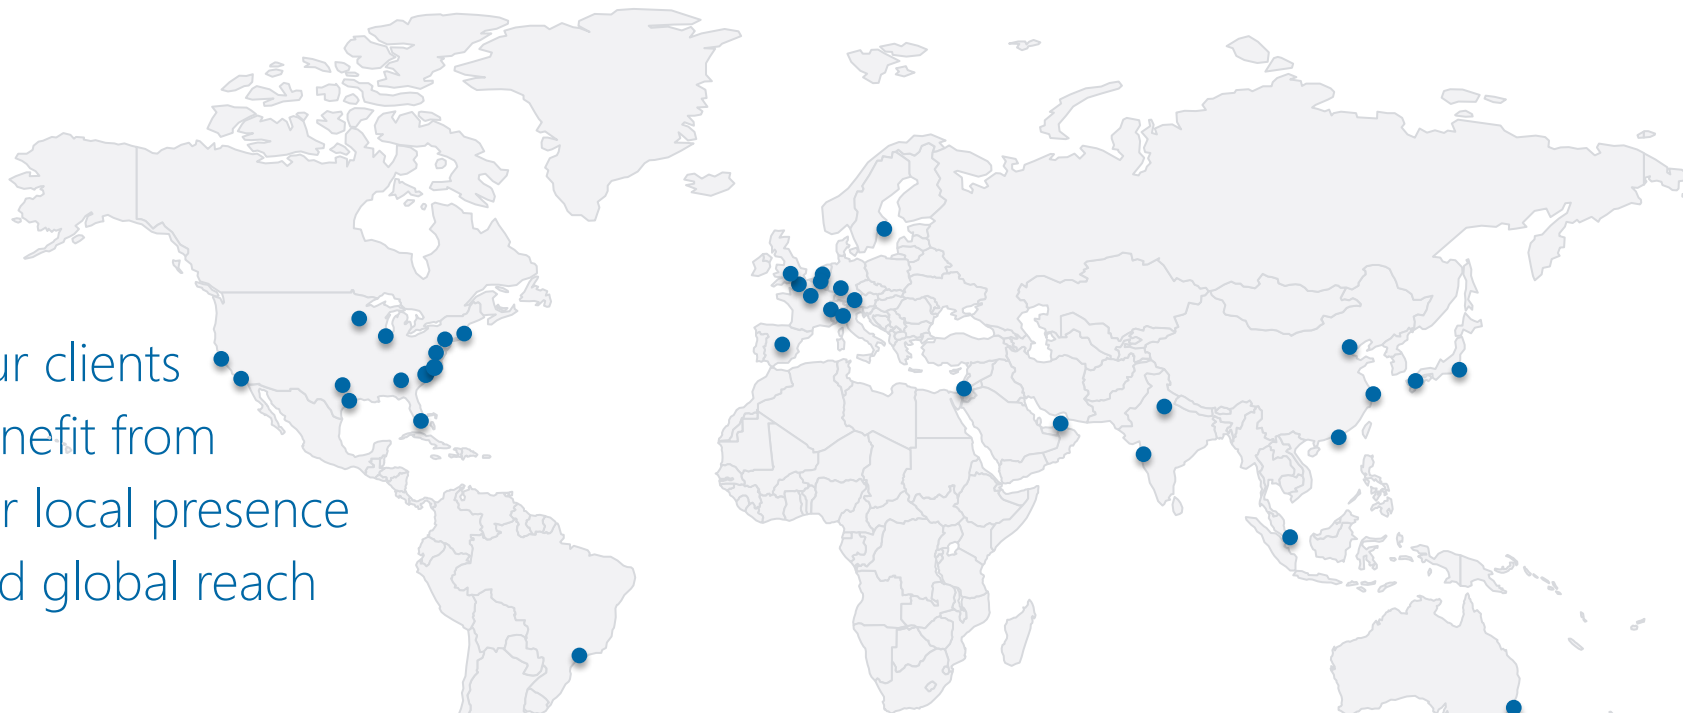 ur clients
nefit from
r local presence
d global reach